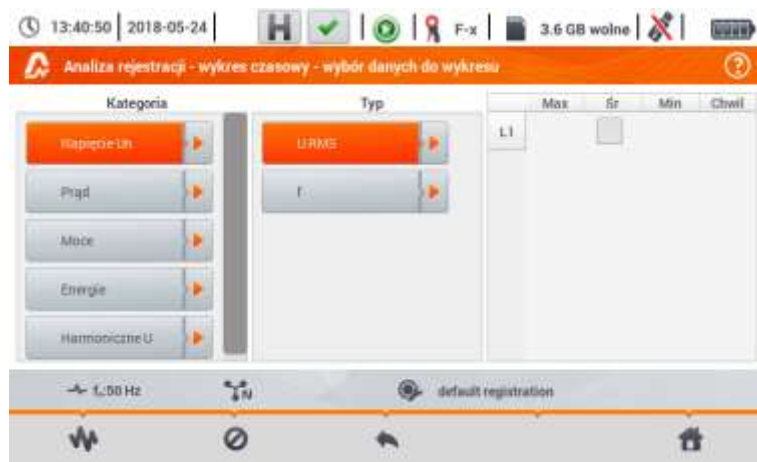 13:40:50 2018-05-24 H F-x 3.6 GB wolne
Analiza rejestracji - wykres czasowy - wybór danych do wykresu ?
Kategoria Typ Max Śr Min Chwil
Napięcie Un U RMS L1
Prąd f
Moce
Energie
Harmoniczne U
fn:50 Hz N default registration